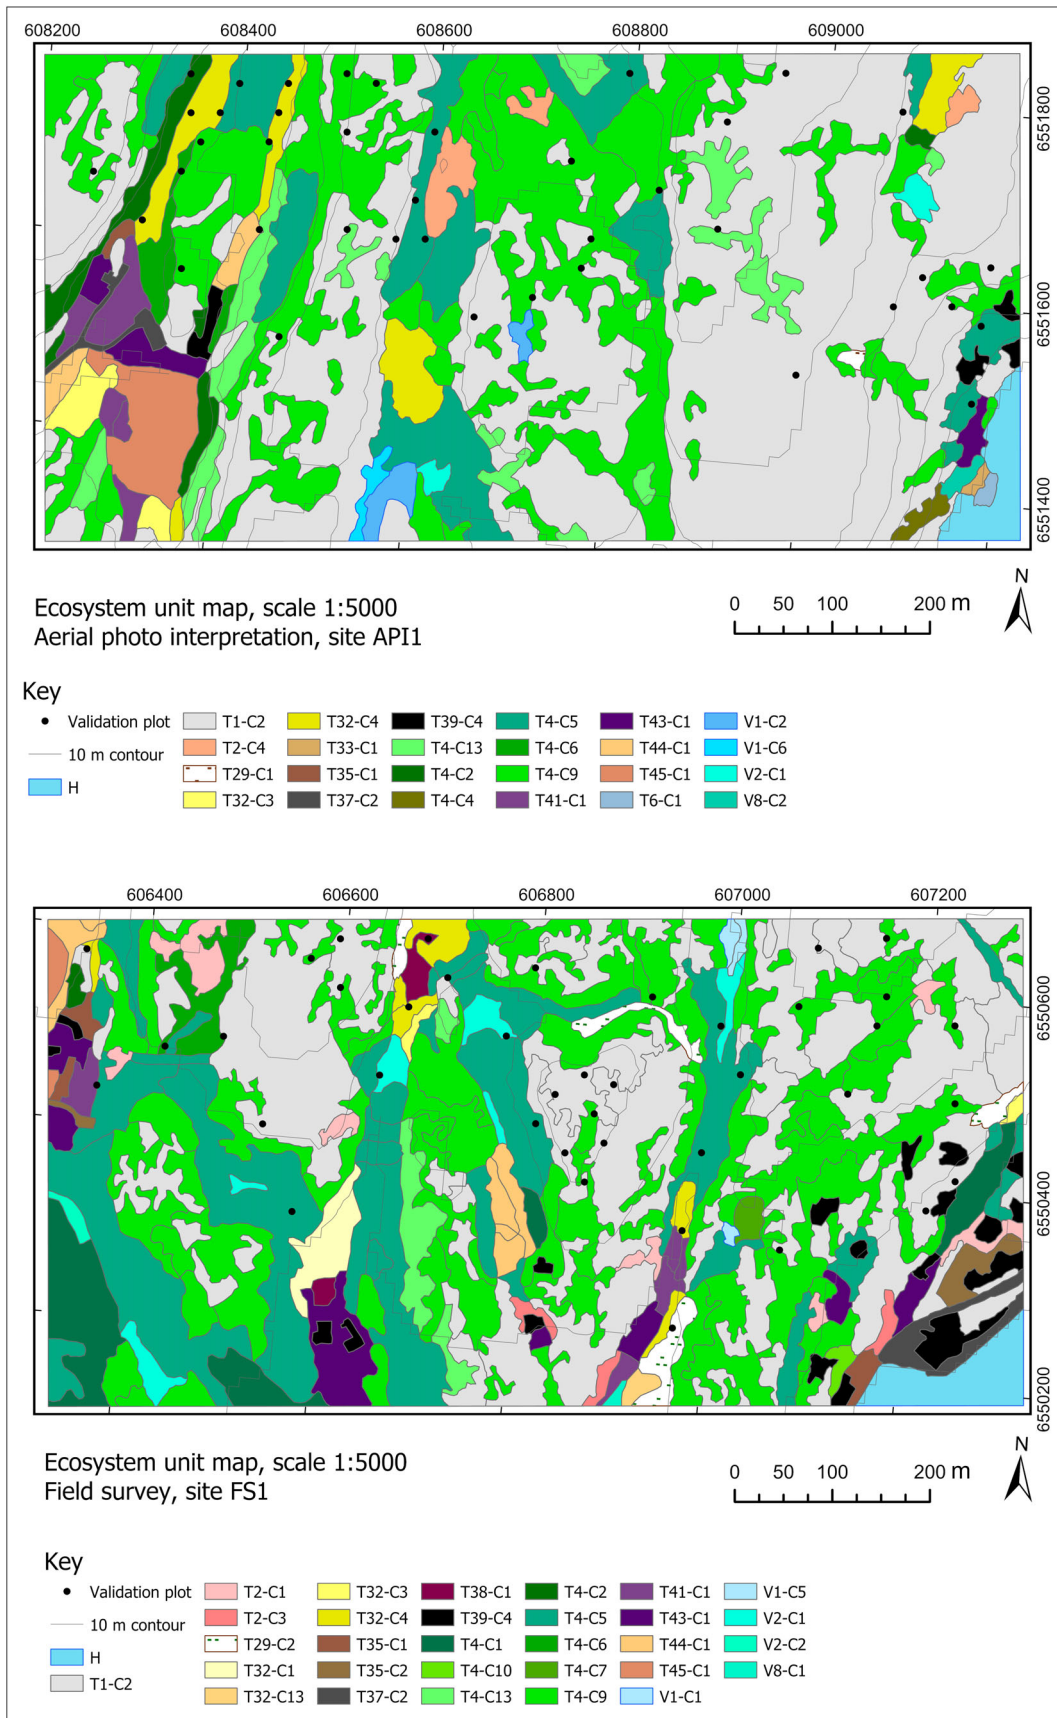 608200 608400 608600 608800 609000
6551800
6551600
6551400
Ecosystem unit map, scale 1:5000
Aerial photo interpretation, site API1
0 50 100 200 m
N
Key
Validation plot
10 m contour
H
T1-C2
T2-C4
T29-C1
T32-C3
T32-C4
T33-C1
T35-C1
T37-C2
T39-C4
T4-C13
T4-C2
T4-C4
T4-C5
T4-C6
T4-C9
T41-C1
T43-C1
T44-C1
T45-C1
T6-C1
V1-C2
V1-C6
V2-C1
V8-C2
606400 606600 606800 607000 607200
6550600
6550400
6550200
Ecosystem unit map, scale 1:5000
Field survey, site FS1
0 50 100 200 m
N
Key
Validation plot
10 m contour
H
T1-C2
T2-C1
T2-C3
T29-C2
T32-C1
T32-C13
T32-C3
T32-C4
T35-C1
T35-C2
T37-C2
T38-C1
T39-C4
T4-C1
T4-C10
T4-C13
T4-C2
T4-C5
T4-C6
T4-C7
T4-C9
T41-C1
T43-C1
T44-C1
T45-C1
V1-C1
V1-C5
V2-C1
V2-C2
V8-C1